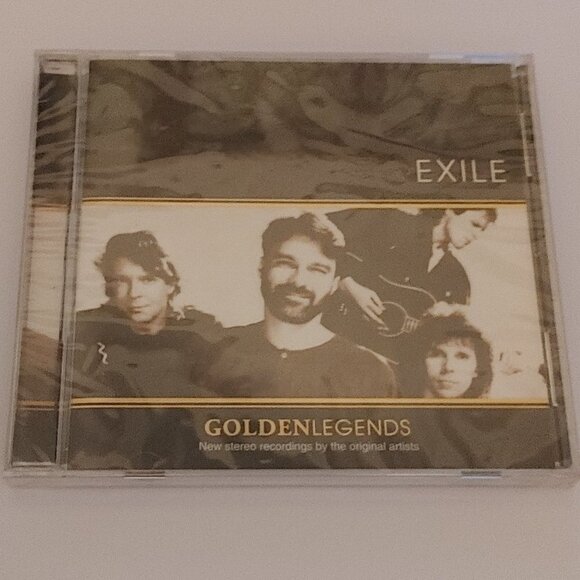 EXILE
GOLDENLEGENDS
New stereo recordings by the original artists